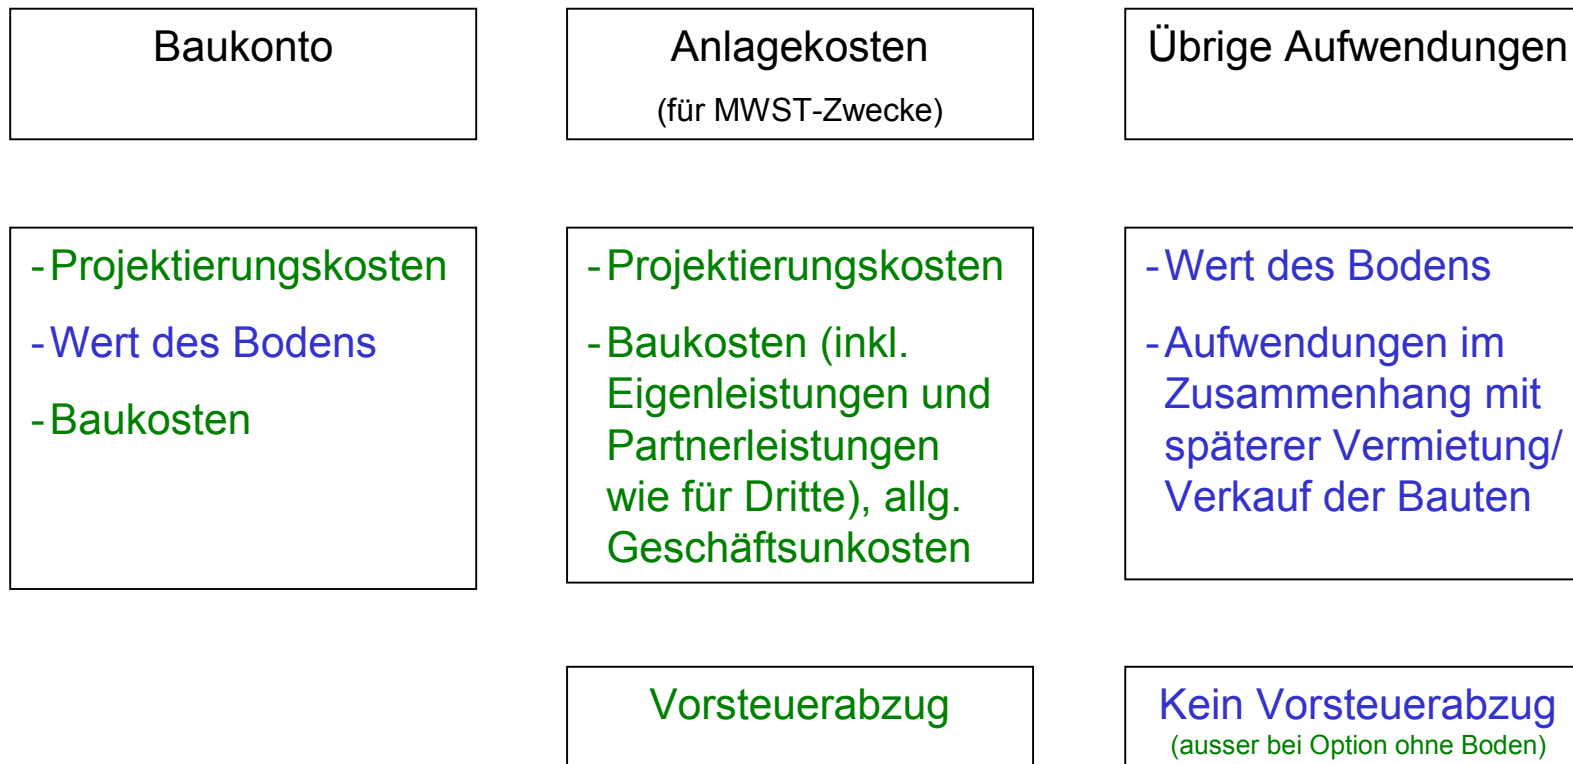 Baukonto
Anlagekosten
(für MWST-Zwecke)
Übrige Aufwendungen
-Projektierungskosten
-Wert des Bodens
-Baukosten
-Projektierungskosten
-Baukosten (inkl.
Eigenleistungen und
Partnerleistungen
wie für Dritte), allg.
Geschäftsunkosten
-Wert des Bodens
-Aufwendungen im
Zusammenhang mit
späterer Vermietung/
Verkauf der Bauten
Vorsteuerabzug
Kein Vorsteuerabzug
(ausser bei Option ohne Boden)